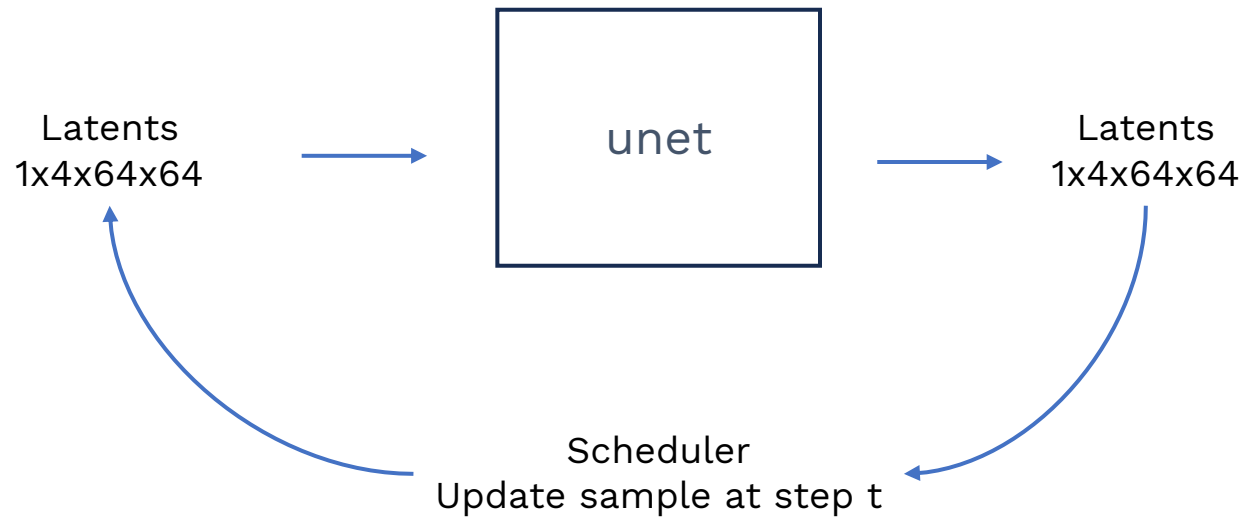 Latents
1x4x64x64
unet
Latents
1x4x64x64
Scheduler
Update sample at step t